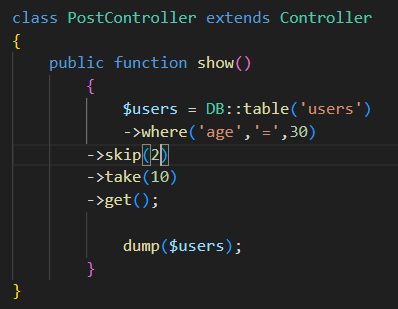 class PostController extends Controller
{
    public function show()
        {
            $users = DB::table('users')
            ->where('age','=',30)
        ->skip(2)
        ->take(10)
        ->get();

            dump($users);
        }
}